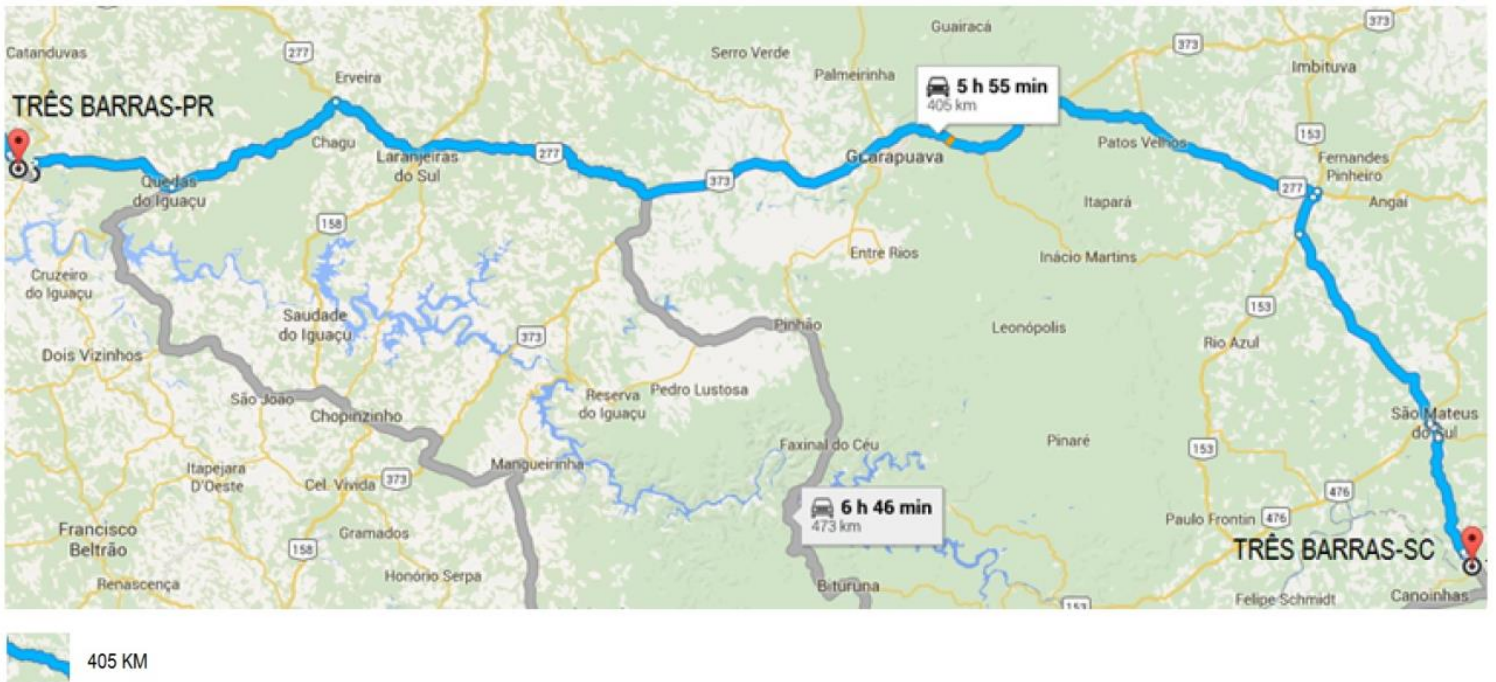 373
Guairacá
Catanduvas
277
Serro Verde
373
Erveira
Palmeirinha
Imbituva
5 h 55 min
405 km
TRÊS BARRAS-PR
Chagu
Laranjeiras
do Sul
277
Guarapuava
Patos Velhos
153
Fernandes
Pinheiro
Quedas
do Iguaçu
373
277
Angaí
Itapará
158
Entre Rios
Inácio Martins
Cruzeiro
do Iguaçu
Saudade
do Iguaçu
153
Pinhão
Leonópolis
373
Rio Azul
Dois Vizinhos
São João
Chopinzinho
Reserva
do Iguaçu
Pedro Lustosa
São Mateus
do Sul
Faxinal do Céu
Pinaré
153
Mangueirinha
Itapejara
D'Oeste
Cel. Vivida
373
476
6 h 46 min
473 km
Francisco
Beltrão
Gramados
Paulo Frontin
476
158
TRÊS BARRAS-SC
Renascença
Honório Serpa
Bituruna
153
Felipe Schmidt
Canoinhas
405 KM